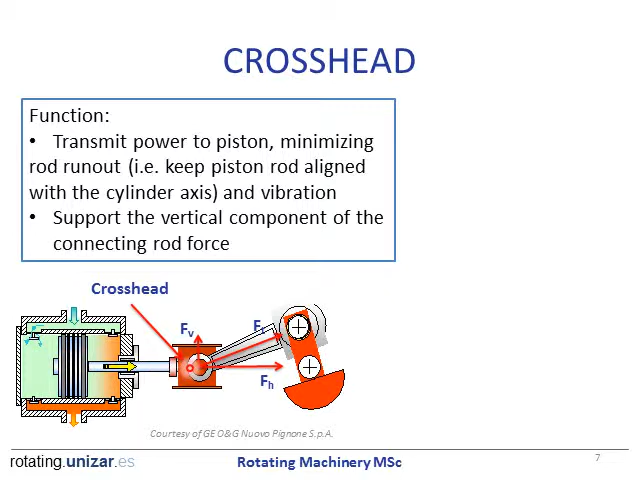 CROSSHEAD
Function:
• Transmit power to piston, minimizing
rod runout (i.e. keep piston rod aligned
with the cylinder axis) and vibration
• Support the vertical component of the
connecting rod force
Crosshead
Fv
Ft
Fh
Courtesy of GE O&G Nuovo Pignone S.p.A.
rotating.unizar.es
Rotating Machinery MSc
7